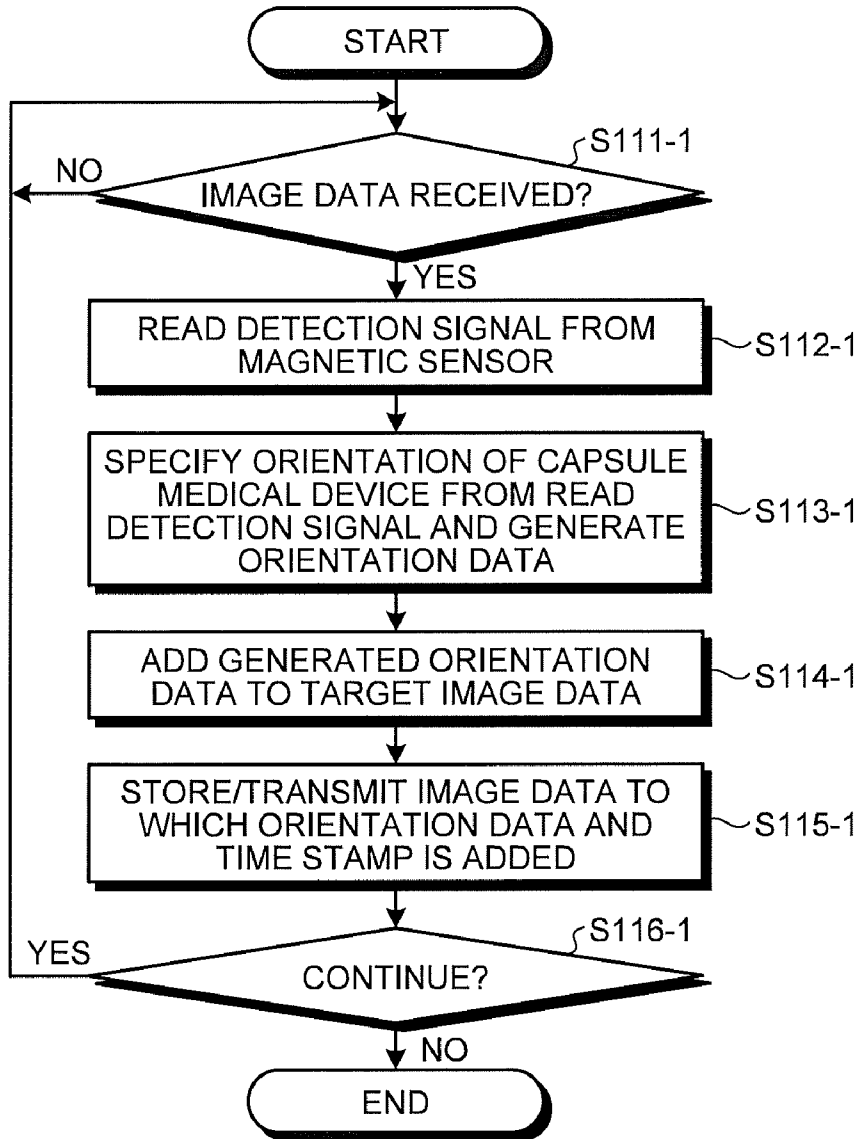 START
S111-1
NO
IMAGE DATA RECEIVED?
YES
READ DETECTION SIGNAL FROM
MAGNETIC SENSOR
S112-1
SPECIFY ORIENTATION OF CAPSULE
MEDICAL DEVICE FROM READ
DETECTION SIGNAL AND GENERATE
ORIENTATION DATA
S113-1
ADD GENERATED ORIENTATION
DATA TO TARGET IMAGE DATA
S114-1
STORE/TRANSMIT IMAGE DATA TO
WHICH ORIENTATION DATA AND
TIME STAMP IS ADDED
S115-1
S116-1
YES
CONTINUE?
NO
END